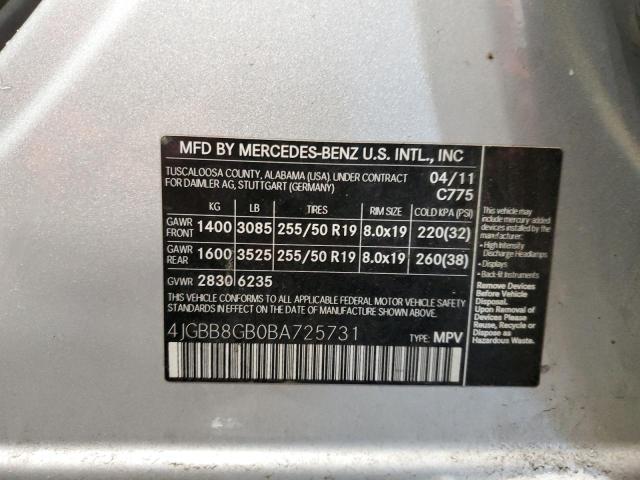 MFD BY MERCEDES-BENZ U.S. INTL., INC
TUSCALOOSA COUNTY, ALABAMA (USA). UNDER CONTRACT
FOR DAIMLER AG, STUTTGART (GERMANY)
04/11
C775
KG LB TIRES RIM SIZE COLD KPA (PSI)
GAWR FRONT 1400 3085 255/50 R19 8.0x19 220(32)
GAWR REAR 1600 3525 255/50 R19 8.0x19 260(38)
GVWR 2830 6235
THIS VEHICLE CONFORMS TO ALL APPLICABLE FEDERAL MOTOR VEHICLE SAFETY
STANDARDS IN EFFECT ON THE DATE OF MANUFACTURE SHOWN ABOVE.
4JGBB8GB0BA725731
TYPE: MPV
This vehicle may
include mercury added
devices installed by the
manufacturer:
- High Intensity
Discharge Headlamps
- Displays
- Back-lit Instruments
Remove Devices
Before Vehicle
Disposal.
Upon Removal
of Devices Please
Reuse, Recycle
or Dispose as
Hazardous Waste.